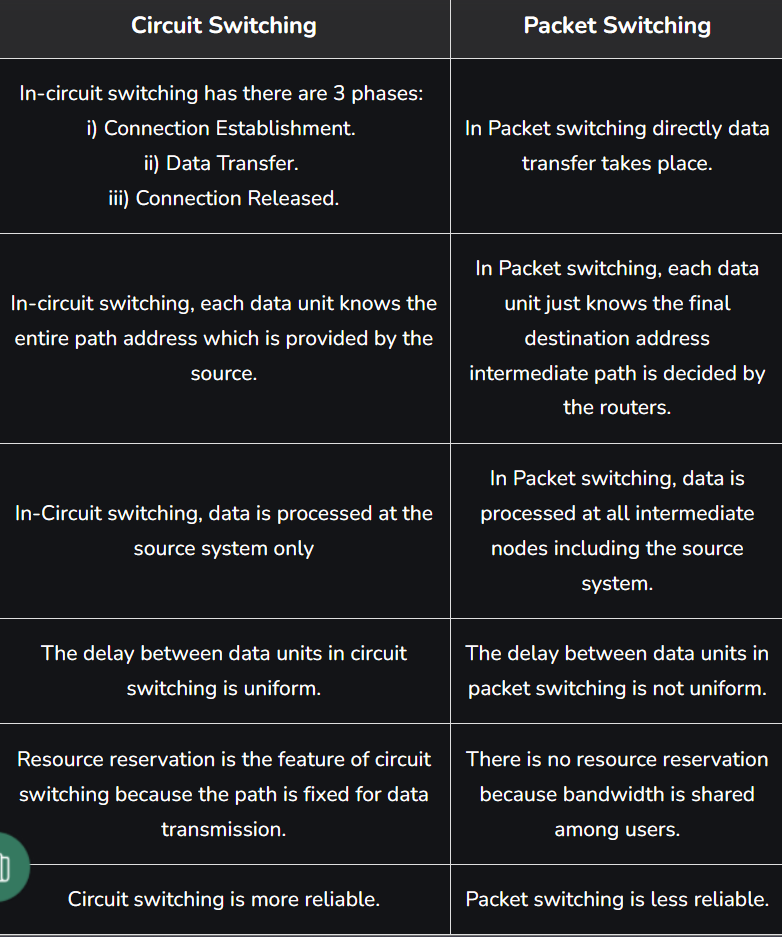 Circuit Switching
Packet Switching
In-circuit switching has there are 3 phases:
i) Connection Establishment.
ii) Data Transfer.
iii) Connection Released.
In Packet switching directly data
transfer takes place.
In-circuit switching, each data unit knows the
entire path address which is provided by the
source.
In Packet switching, each data
unit just knows the final
destination address
intermediate path is decided by
the routers.
In-Circuit switching, data is processed at the
source system only
In Packet switching, data is
processed at all intermediate
nodes including the source
system.
The delay between data units in circuit
switching is uniform.
The delay between data units in
packet switching is not uniform.
Resource reservation is the feature of circuit
switching because the path is fixed for data
transmission.
There is no resource reservation
because bandwidth is shared
among users.
Circuit switching is more reliable.
Packet switching is less reliable.